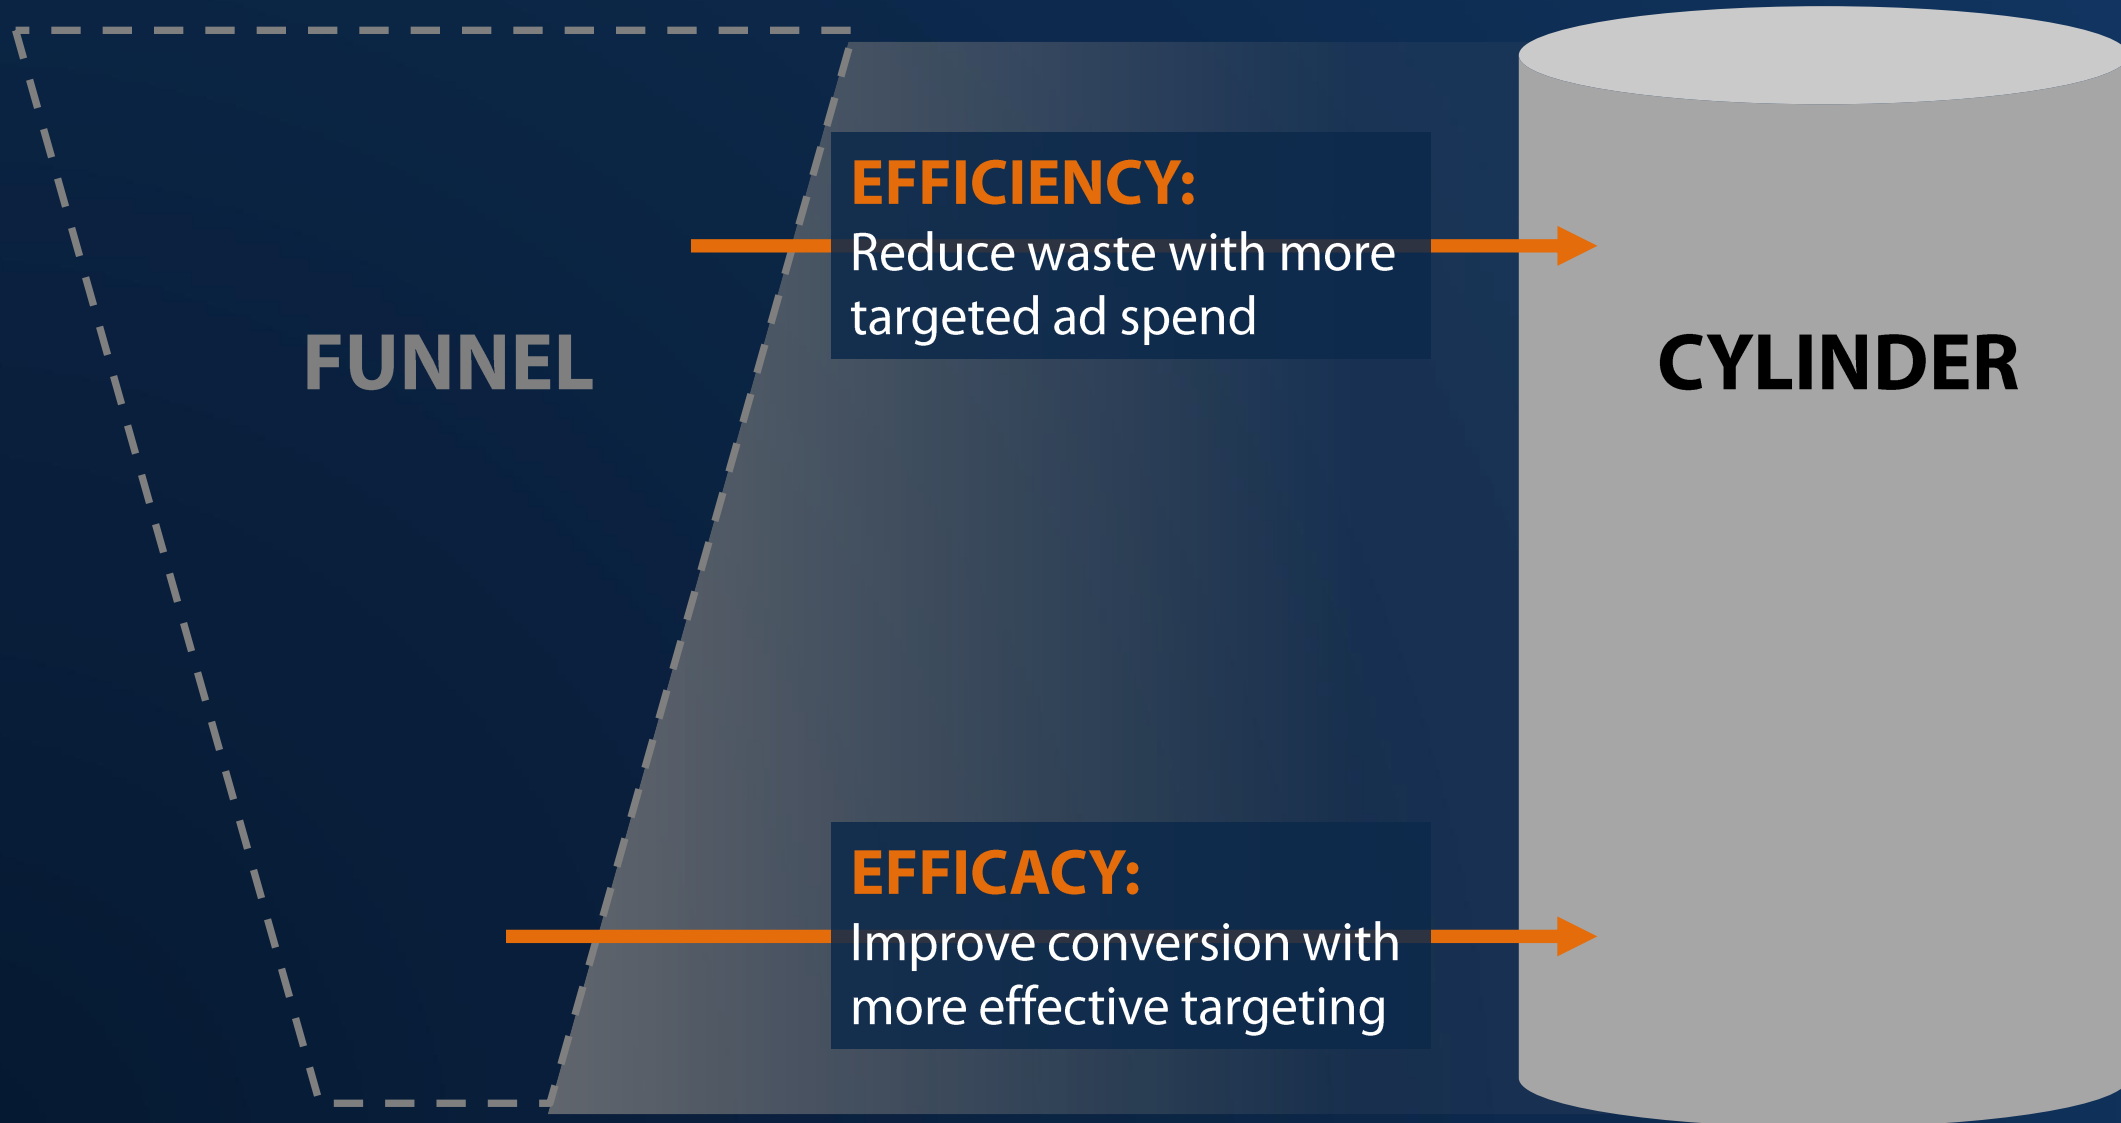 FUNNEL
EFFICIENCY:
Reduce waste with more
targeted ad spend
CYLINDER
EFFICACY:
Improve conversion with
more effective targeting